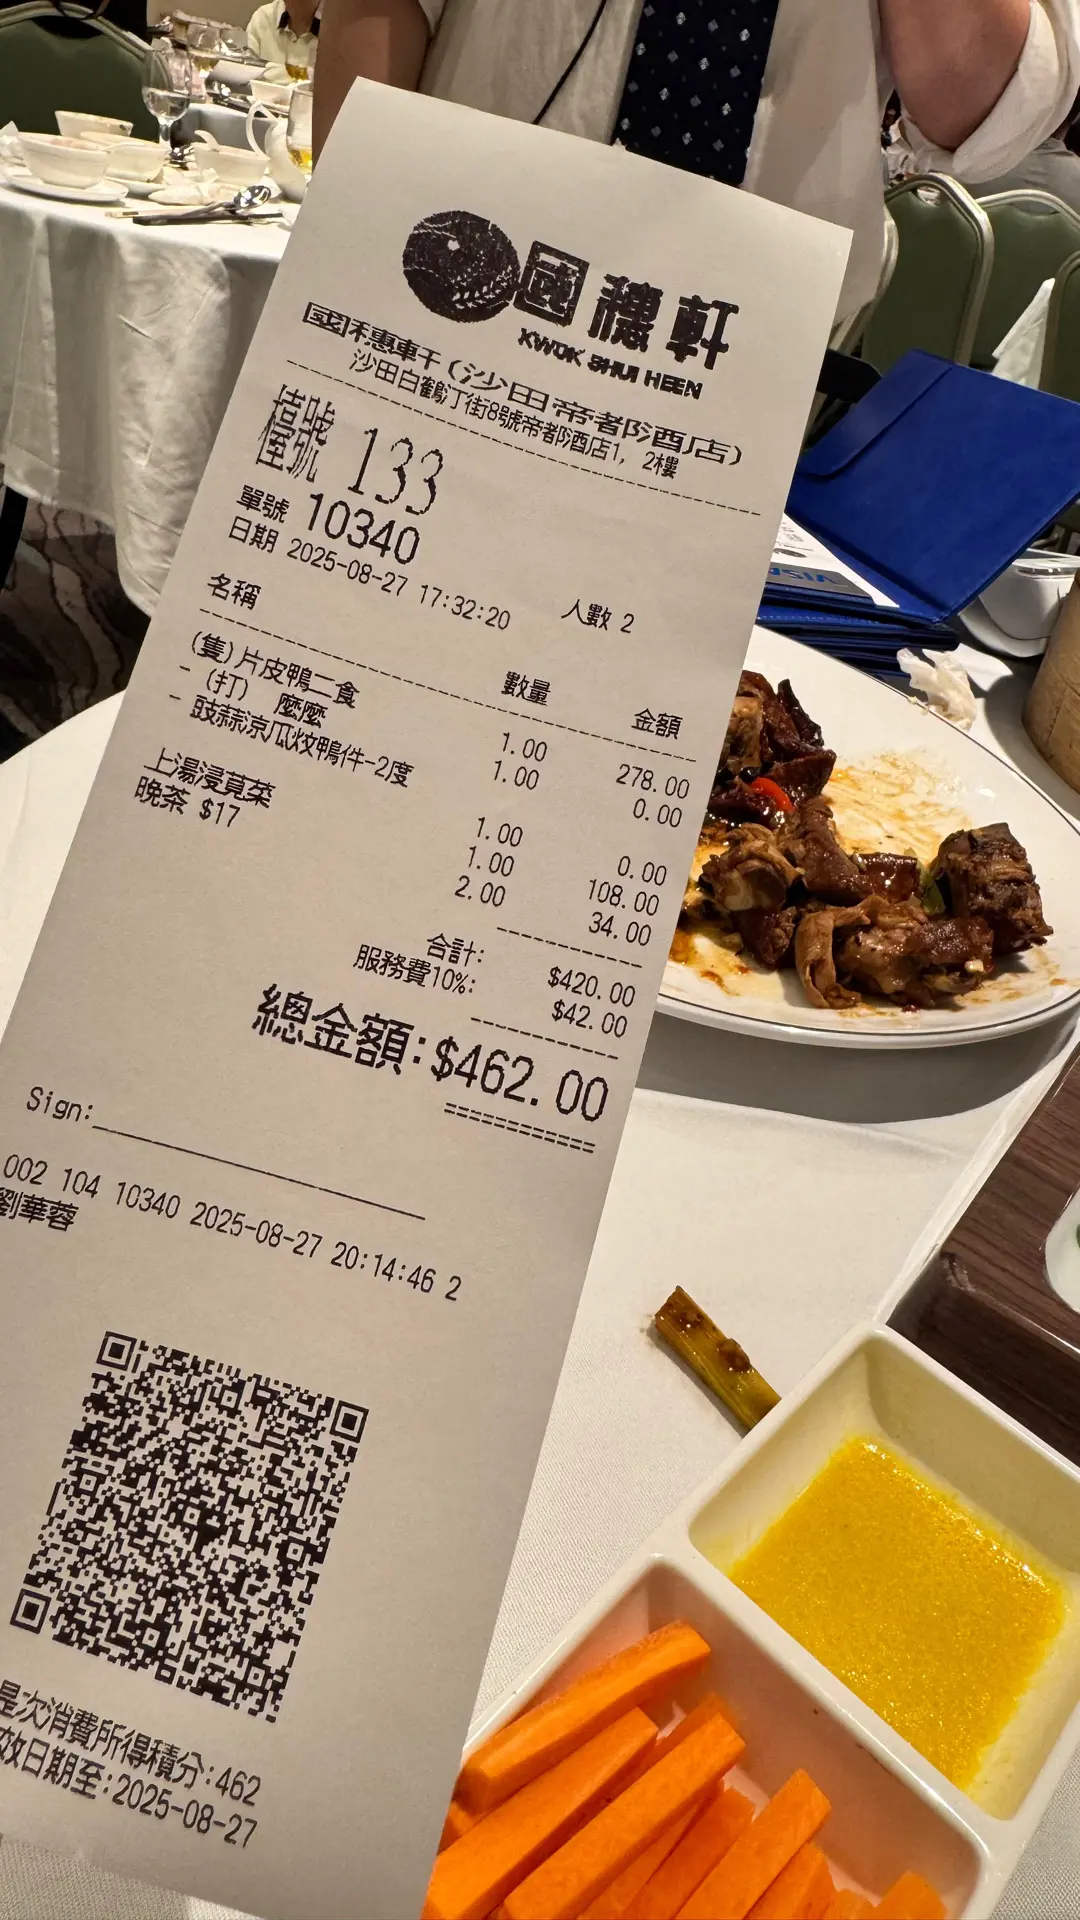 國穗軒
KWOK SHUI HEEN
國穗軒(沙田帝都酒店)
沙田白鶴汀街8號帝都酒店1, 2樓
檯號 133
單號 10340
日期 2025-08-27 17:32:20 人數 2
名稱 數量 金額
(隻)片皮鴨二食 1.00 278.00
- (打) 麼麼 1.00 0.00
- 豉蒜涼瓜炆鴨件-2度 1.00 0.00
上湯浸莧菜 1.00 108.00
晚茶 $17 2.00 34.00
合計: $420.00
服務費10%: $42.00
總金額:$462.00
Sign:
002 104 10340 2025-08-27 20:14:46 2
劉華蓉
是次消費所得積分:462
效日期至:2025-08-27
VISA